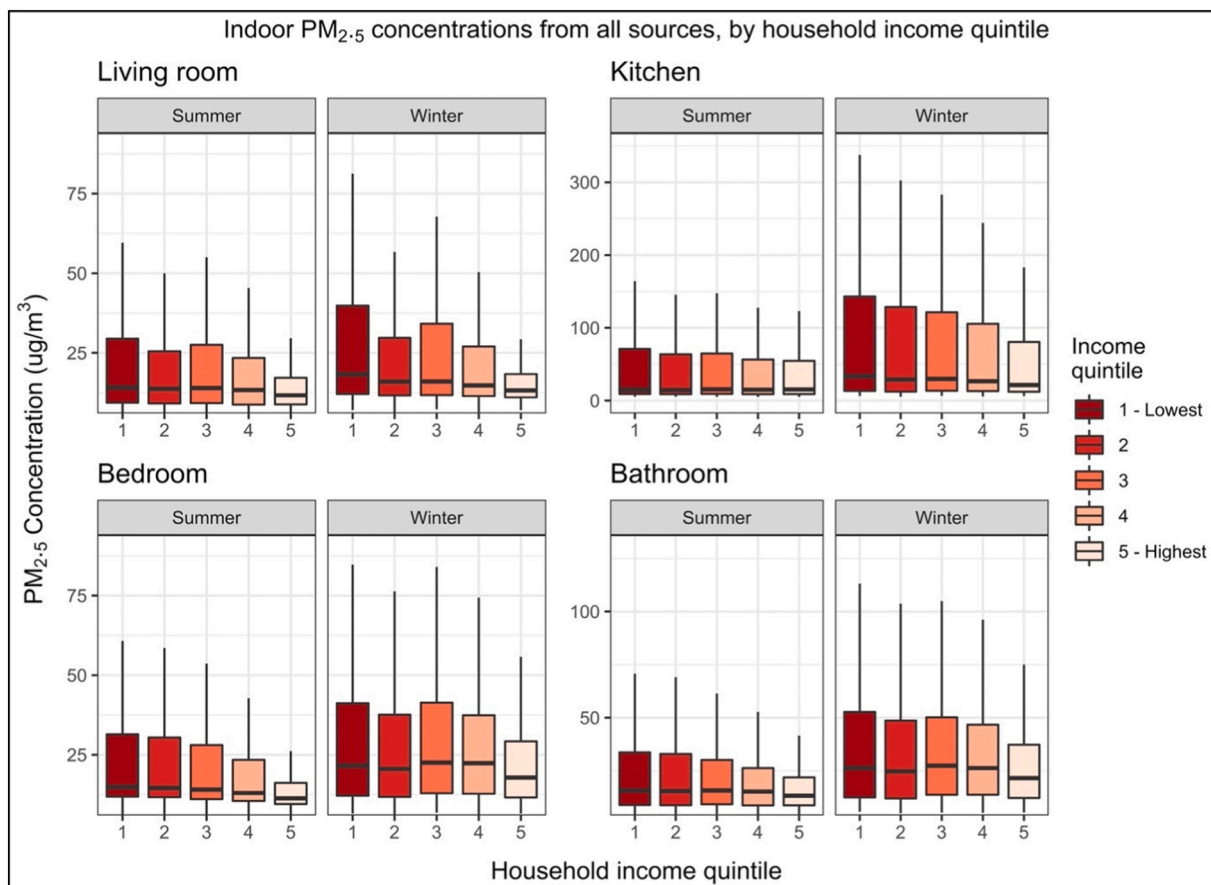 Indoor PM₂.₅ concentrations from all sources, by household income quintile
Living room
Summer
Winter
75
50
25
1 2 3 4 5
1 2 3 4 5
Kitchen
Summer
Winter
300
200
100
0
1 2 3 4 5
1 2 3 4 5
Bedroom
Summer
Winter
75
50
25
1 2 3 4 5
1 2 3 4 5
Bathroom
Summer
Winter
100
50
1 2 3 4 5
1 2 3 4 5
PM₂.₅ Concentration (ug/m³)
Household income quintile
Income
quintile
1 - Lowest
2
3
4
5 - Highest